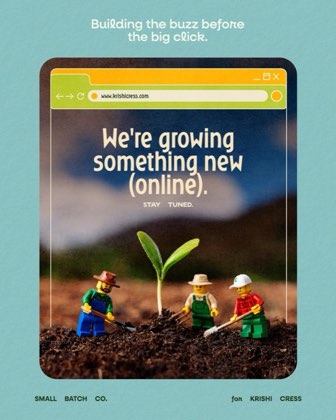 Building the buzz before
the big click.
www.krishicress.com
We're growing
something new
(online).
STAY TUNED.
SMALL BATCH CO.
for KRISHI CRESS